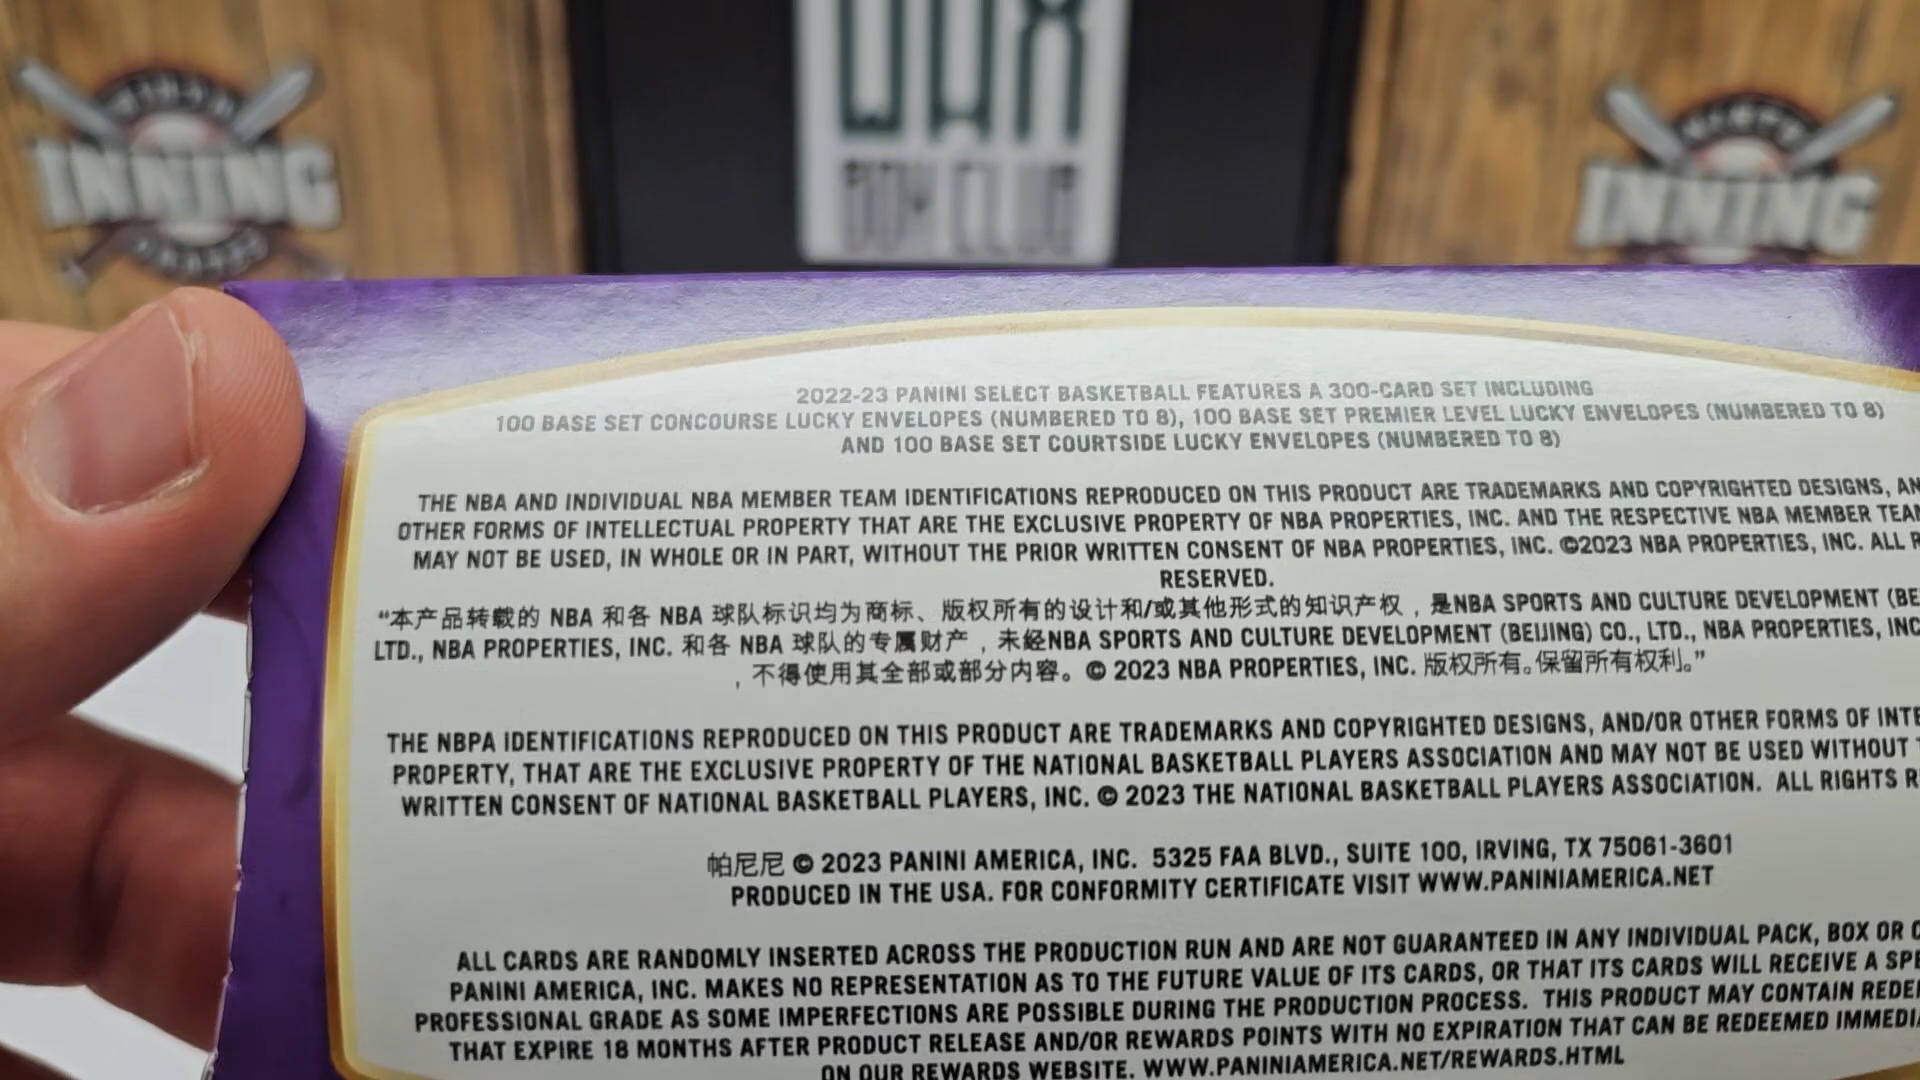 BOX CLUB
INNING
INNING
2022-23 PANINI SELECT BASKETBALL FEATURES A 300-CARD SET INCLUDING
100 BASE SET CONCOURSE LUCKY ENVELOPES (NUMBERED TO 8), 100 BASE SET PREMIER LEVEL LUCKY ENVELOPES (NUMBERED TO 8)
AND 100 BASE SET COURTSIDE LUCKY ENVELOPES (NUMBERED TO 8)
THE NBA AND INDIVIDUAL NBA MEMBER TEAM IDENTIFICATIONS REPRODUCED ON THIS PRODUCT ARE TRADEMARKS AND COPYRIGHTED DESIGNS,
OTHER FORMS OF INTELLECTUAL PROPERTY THAT ARE THE EXCLUSIVE PROPERTY OF NBA PROPERTIES, INC. AND THE RESPECTIVE NBA MEMBER
MAY NOT BE USED, IN WHOLE OR IN PART, WITHOUT THE PRIOR WRITTEN CONSENT OF NBA PROPERTIES, INC. ©2023 NBA PROPERTIES, INC. ALL
RESERVED.
“本产品转载的 NBA 和各 NBA 球队标识均为商标、版权所有的设计和/或其他形式的知识产权，是NBA SPORTS AND CULTURE DEVELOPMENT
LTD., NBA PROPERTIES, INC. 和各 NBA 球队的专属财产，未经NBA SPORTS AND CULTURE DEVELOPMENT (BEIJING) CO., LTD., NBA PROPERTIES, INC
，不得使用其全部或部分内容。© 2023 NBA PROPERTIES, INC. 版权所有。保留所有权利。”
THE NBPA IDENTIFICATIONS REPRODUCED ON THIS PRODUCT ARE TRADEMARKS AND COPYRIGHTED DESIGNS, AND/OR OTHER FORMS OF
PROPERTY, THAT ARE THE EXCLUSIVE PROPERTY OF THE NATIONAL BASKETBALL PLAYERS ASSOCIATION AND MAY NOT BE USED WITHOUT
WRITTEN CONSENT OF NATIONAL BASKETBALL PLAYERS, INC. © 2023 THE NATIONAL BASKETBALL PLAYERS ASSOCIATION. ALL RIGHTS
帕尼尼 © 2023 PANINI AMERICA, INC. 5325 FAA BLVD., SUITE 100, IRVING, TX 75061-3601
PRODUCED IN THE USA. FOR CONFORMITY CERTIFICATE VISIT WWW.PANINIAMERICA.NET
ALL CARDS ARE RANDOMLY INSERTED ACROSS THE PRODUCTION RUN AND ARE NOT GUARANTEED IN ANY INDIVIDUAL PACK, BOX OR
PANINI AMERICA, INC. MAKES NO REPRESENTATION AS TO THE FUTURE VALUE OF ITS CARDS, OR THAT ITS CARDS WILL RECEIVE A
PROFESSIONAL GRADE AS SOME IMPERFECTIONS ARE POSSIBLE DURING THE PRODUCTION PROCESS. THIS PRODUCT MAY CONTAIN
THAT EXPIRE 18 MONTHS AFTER PRODUCT RELEASE AND/OR REWARDS POINTS WITH NO EXPIRATION THAT CAN BE REDEEMED
ON OUR REWARDS WEBSITE. WWW.PANINIAMERICA.NET/REWARDS.HTML